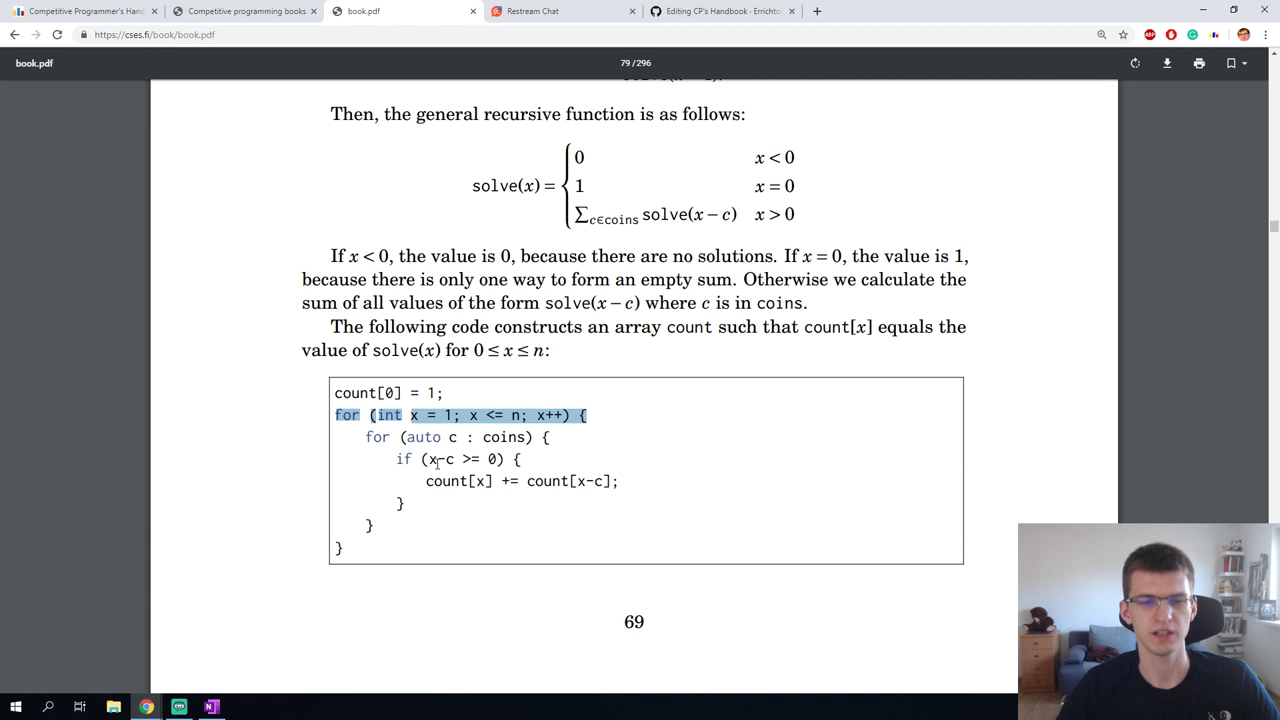 Competitive Programmer's Hand
Competitive programming books
book.pdf
Restream Chat
Editing CP's Handbook · Errichto
https://cses.fi/book/book.pdf
ABP
book.pdf
79 / 296
Then, the general recursive function is as follows:
solve(x) = { 0 x < 0
1 x = 0
∑c∈coins solve(x − c) x > 0
If x < 0, the value is 0, because there are no solutions. If x = 0, the value is 1,
because there is only one way to form an empty sum. Otherwise we calculate the
sum of all values of the form solve(x − c) where c is in coins.
The following code constructs an array count such that count[x] equals the
value of solve(x) for 0 ≤ x ≤ n:
count[0] = 1;
for (int x = 1; x <= n; x++) {
for (auto c : coins) {
if (x-c >= 0) {
count[x] += count[x-c];
}
}
}
69